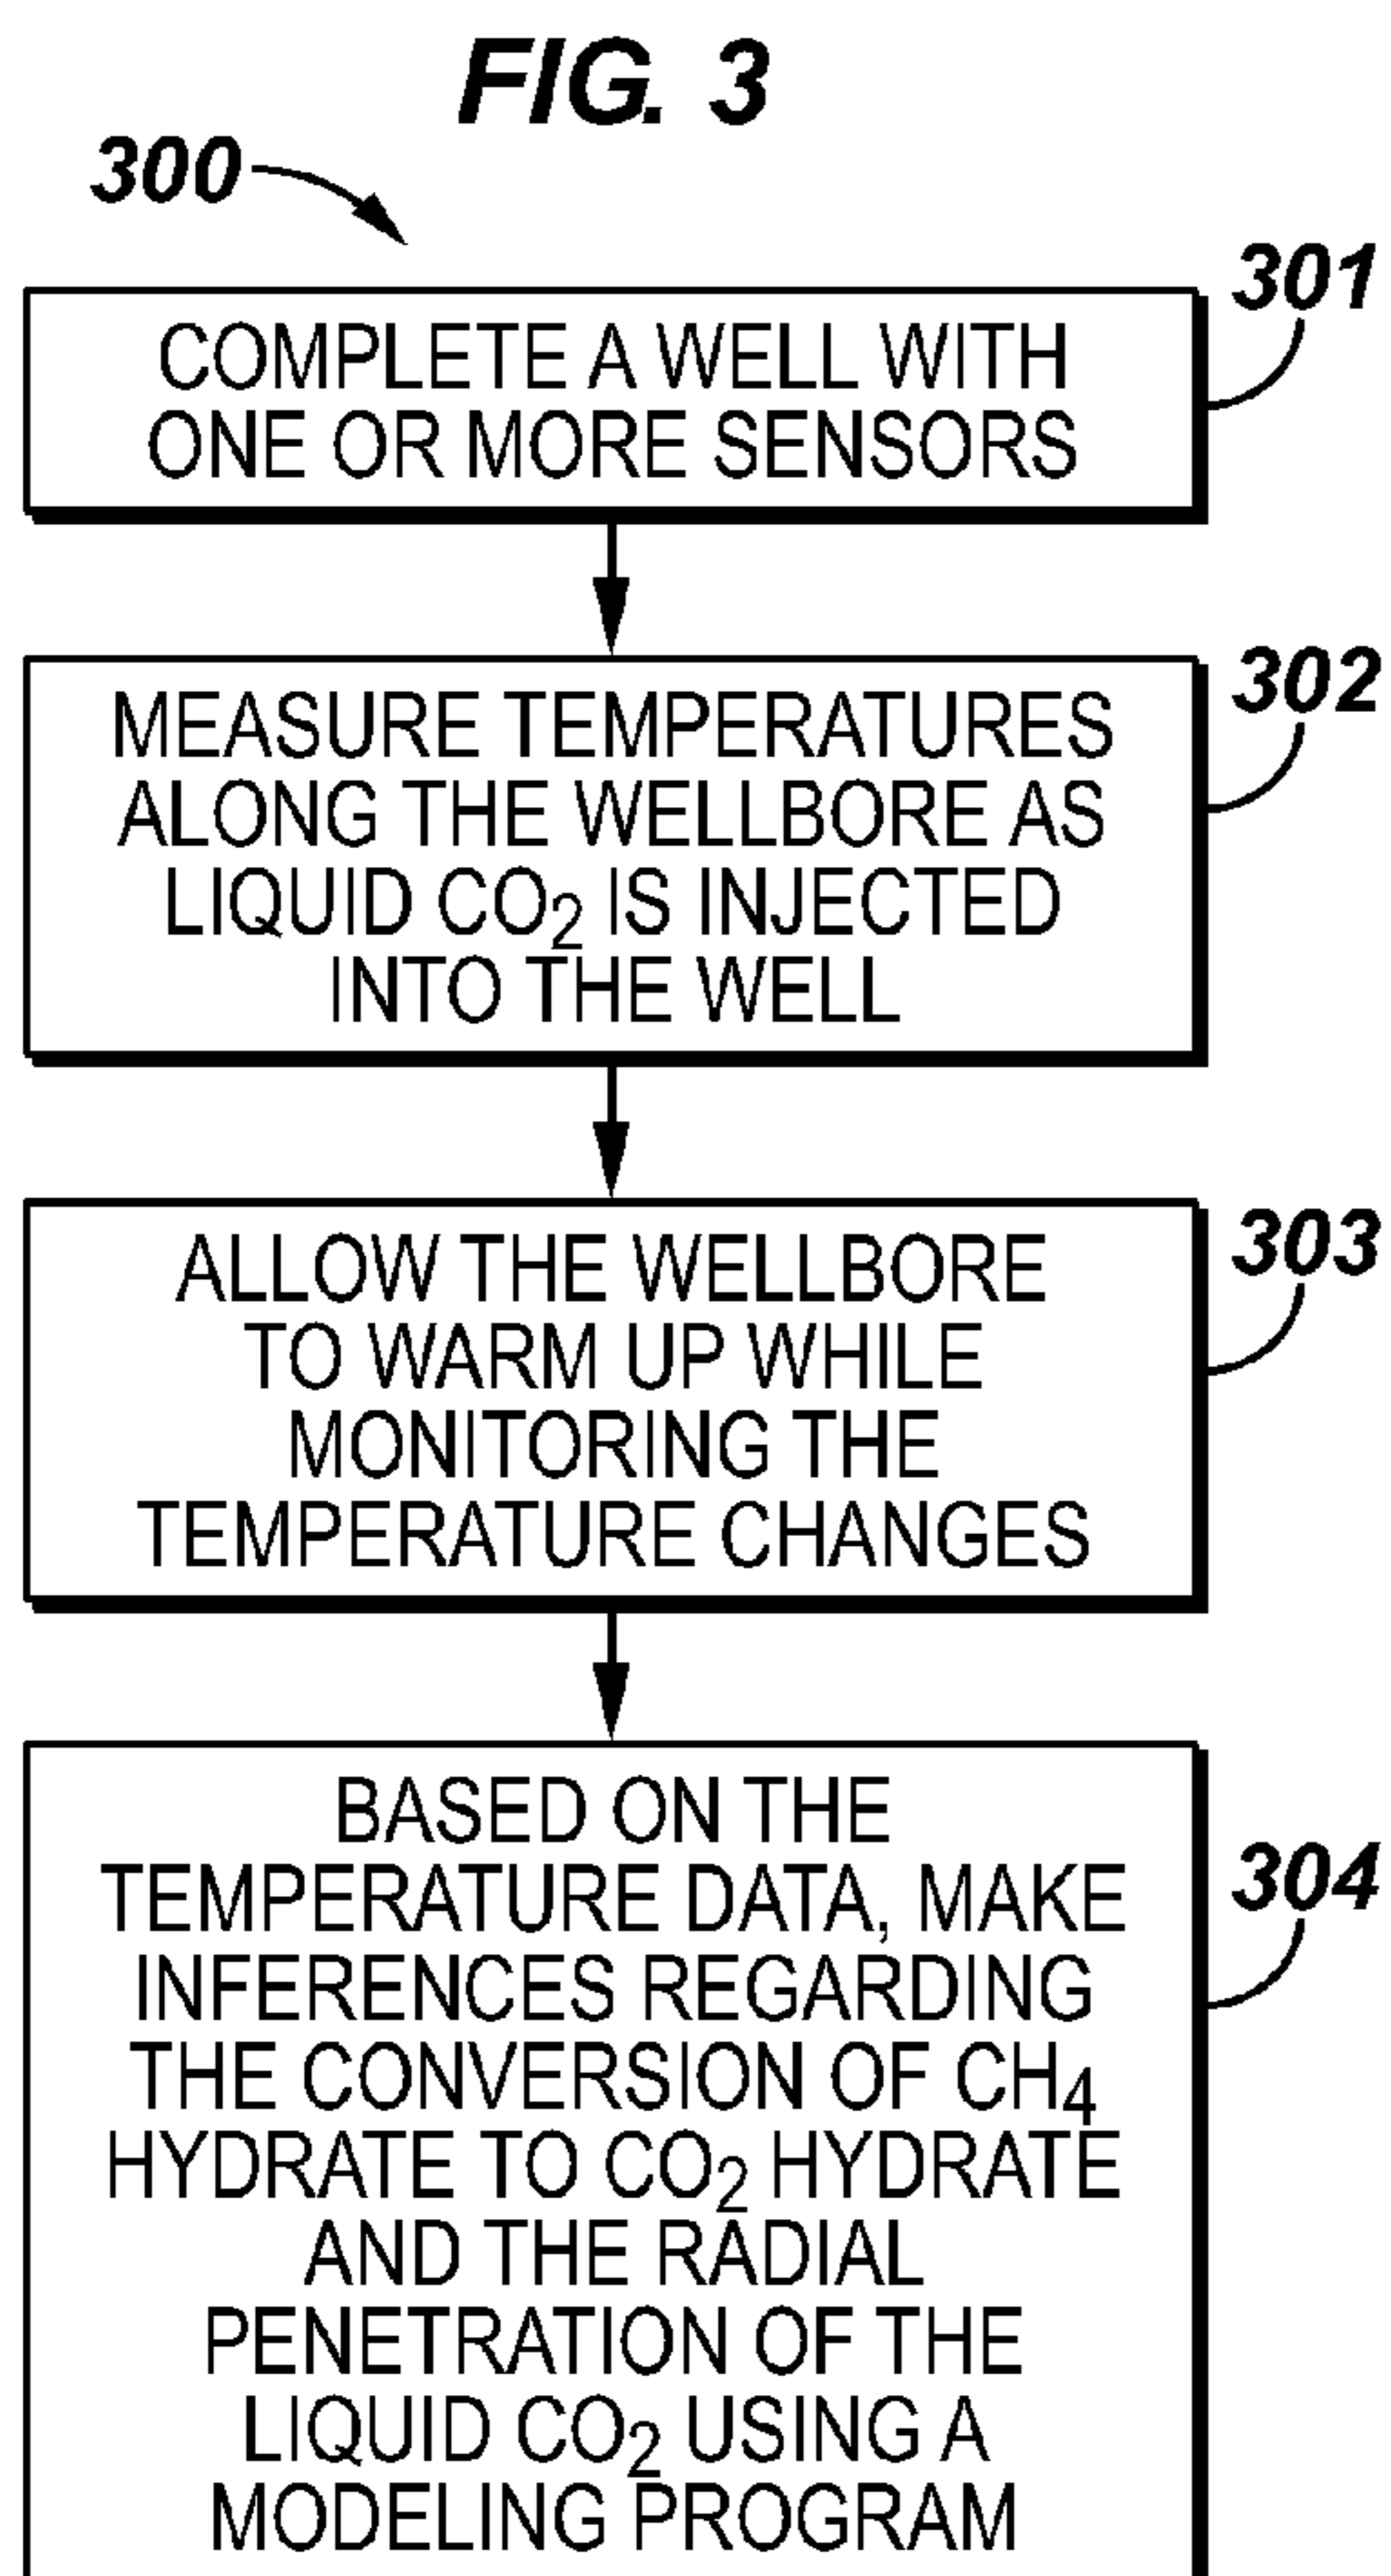 FIG. 3
300
301
COMPLETE A WELL WITH
ONE OR MORE SENSORS
302
MEASURE TEMPERATURES
ALONG THE WELLBORE AS
LIQUID CO2 IS INJECTED
INTO THE WELL
303
ALLOW THE WELLBORE
TO WARM UP WHILE
MONITORING THE
TEMPERATURE CHANGES
304
BASED ON THE
TEMPERATURE DATA, MAKE
INFERENCES REGARDING
THE CONVERSION OF CH4
HYDRATE TO CO2 HYDRATE
AND THE RADIAL
PENETRATION OF THE
LIQUID CO2 USING A
MODELING PROGRAM